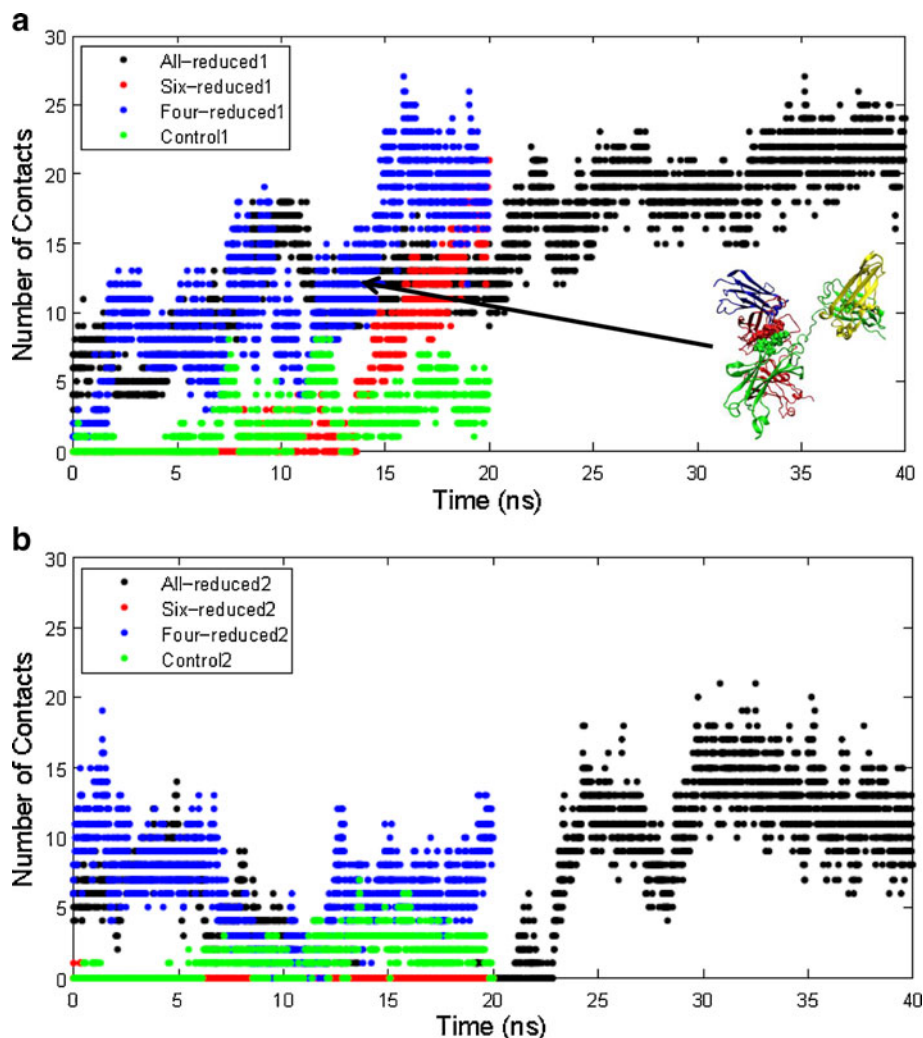 a
30
25
20
15
10
5
0
Number of Contacts
All-reduced1
Six-reduced1
Four-reduced1
Control1
0 5 10 15 20 25 30 35 40
Time (ns)
b
30
25
20
15
10
5
0
Number of Contacts
All-reduced2
Six-reduced2
Four-reduced2
Control2
0 5 10 15 20 25 30 35 40
Time (ns)